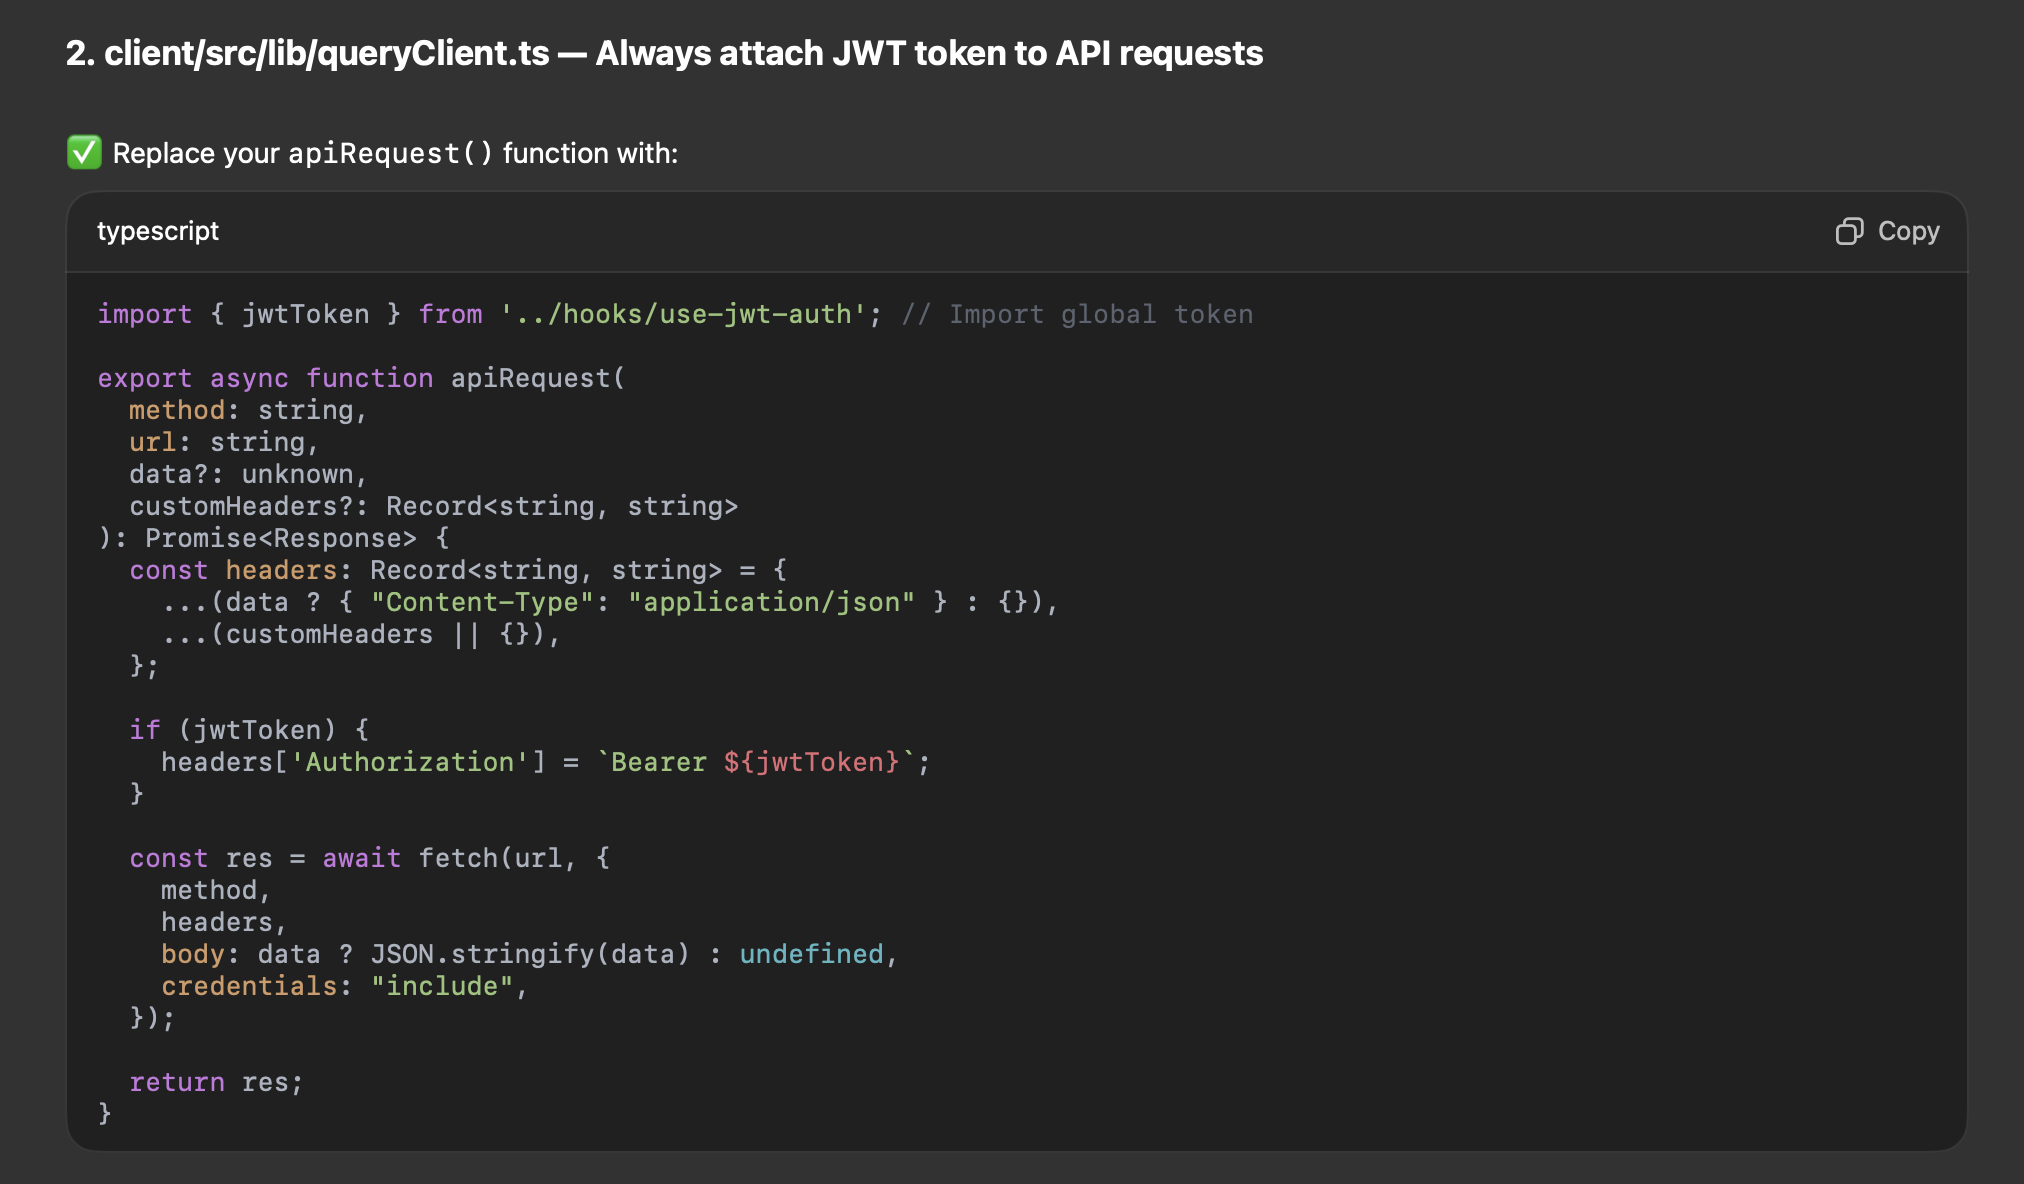 2. client/src/lib/queryClient.ts — Always attach JWT token to API requests
✅ Replace your apiRequest() function with:
typescript
Copy
import { jwtToken } from '../hooks/use-jwt-auth'; // Import global token
export async function apiRequest(
  method: string,
  url: string,
  data?: unknown,
  customHeaders?: Record<string, string>
): Promise<Response> {
  const headers: Record<string, string> = {
    ...(data ? { "Content-Type": "application/json" } : {}),
    ...(customHeaders || {}),
  };
  if (jwtToken) {
    headers['Authorization'] = `Bearer ${jwtToken}`;
  }
  const res = await fetch(url, {
    method,
    headers,
    body: data ? JSON.stringify(data) : undefined,
    credentials: "include",
  });
  return res;
}